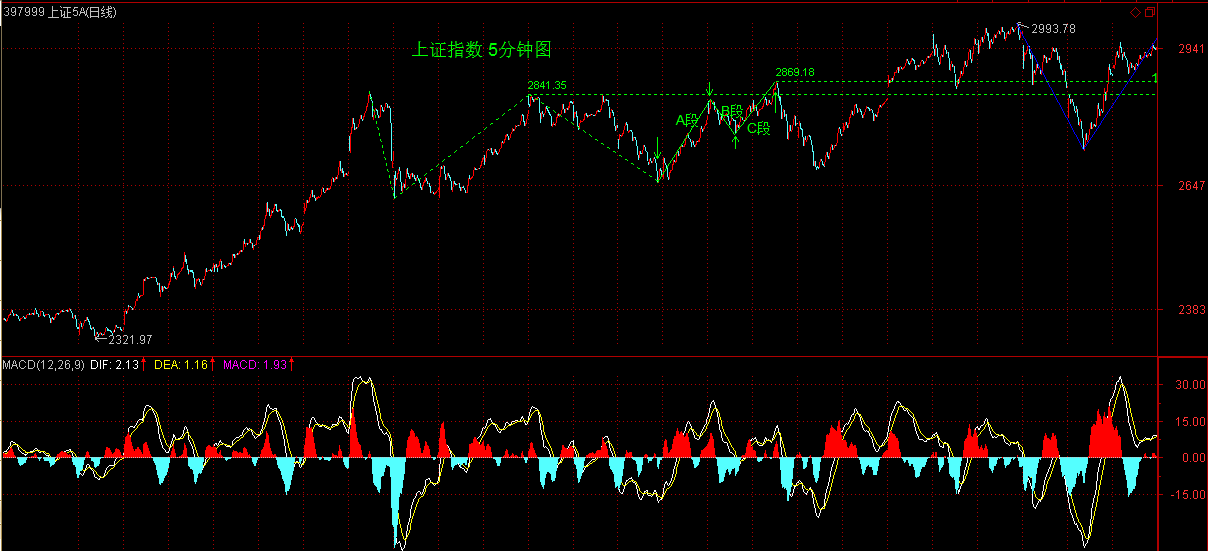 397999 上证5A(日线)
2993.78
上证指数 5分钟图
2941
2841.35
2869.18
1
A段
B段
C段
2647
2383
2321.97
MACD(12,26,9) DIF: 2.13↑ DEA: 1.16↑ MACD: 1.93↑
30.00
15.00
0.00
-15.00